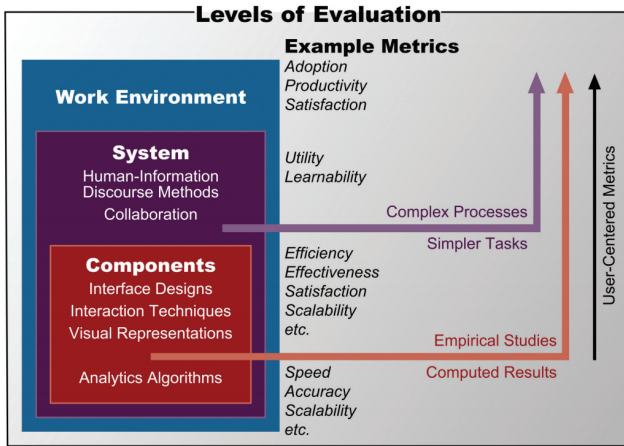 Levels of Evaluation
Example Metrics
Work Environment
Adoption
Productivity
Satisfaction
System
Human-Information
Discourse Methods
Collaboration
Utility
Learnability
Complex Processes
Simpler Tasks
Components
Interface Designs
Interaction Techniques
Visual Representations
Efficiency
Effectiveness
Satisfaction
Scalability
etc.
Empirical Studies
Computed Results
Analytics Algorithms
Speed
Accuracy
Scalability
etc.
User-Centered Metrics